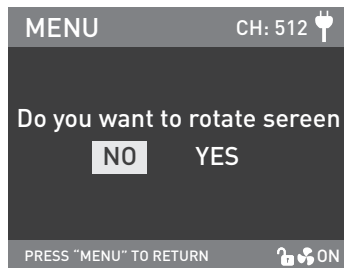 MENU CH: 512
Do you want to rotate sereen
NO YES
PRESS “MENU” TO RETURN ON